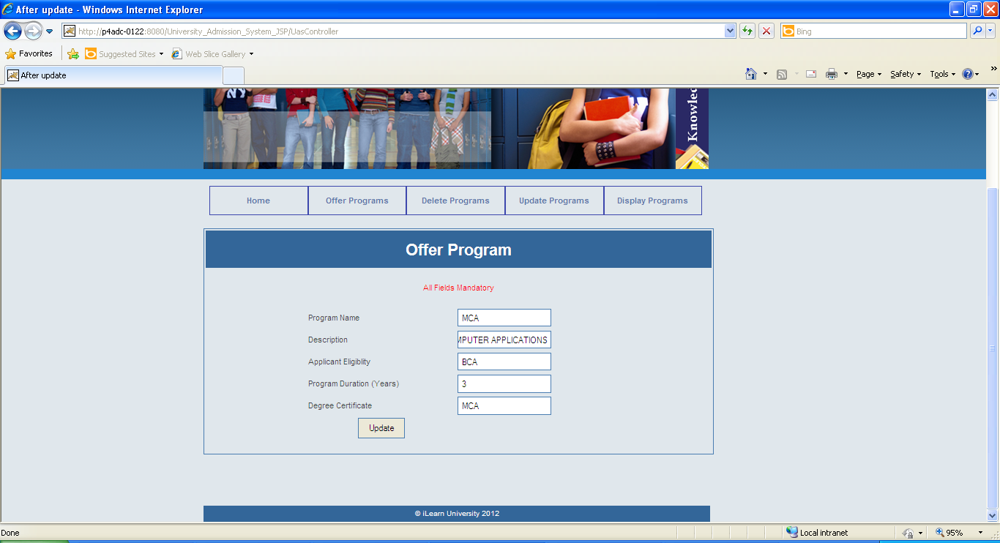 After update - Windows Internet Explorer
http://p4adc-0122:8080/University_Admission_System_JSP/UasController
Bing
Favorites Suggested Sites Web Slice Gallery
After update
Page Safety Tools
NY
Home Offer Programs Delete Programs Update Programs Display Programs
Offer Program
All Fields Mandatory
Program Name MCA
Description MPUTER APPLICATIONS
Applicant Eligiblity BCA
Program Duration (Years) 3
Degree Certificate MCA
Update
© iLearn University 2012
Done Local intranet 95%